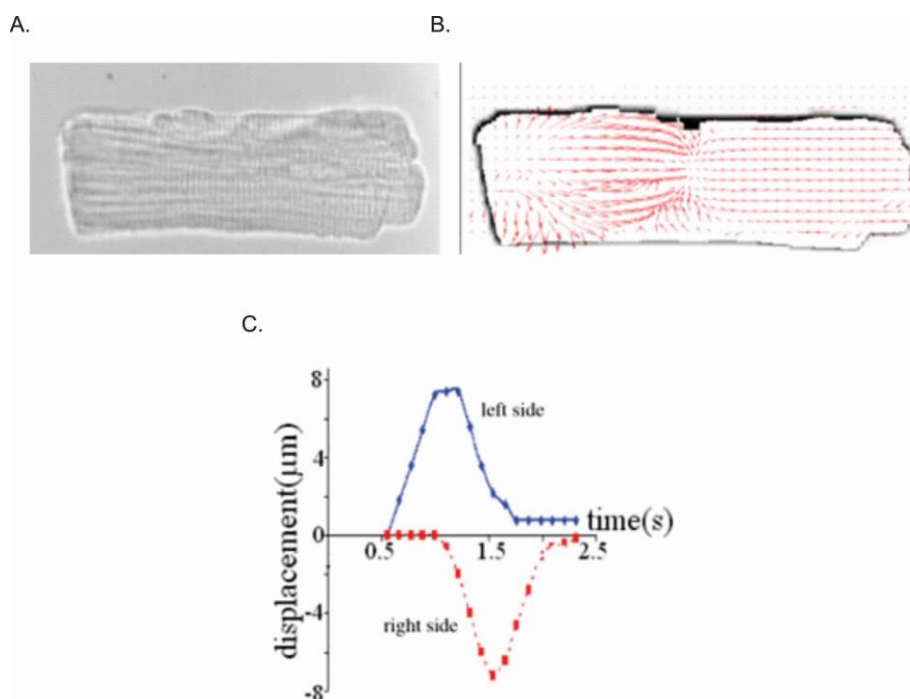 A.
B.
C.
8
left side
4
displacement(μm)
0
time(s)
0.5
1.5
2.5
-4
right side
-8